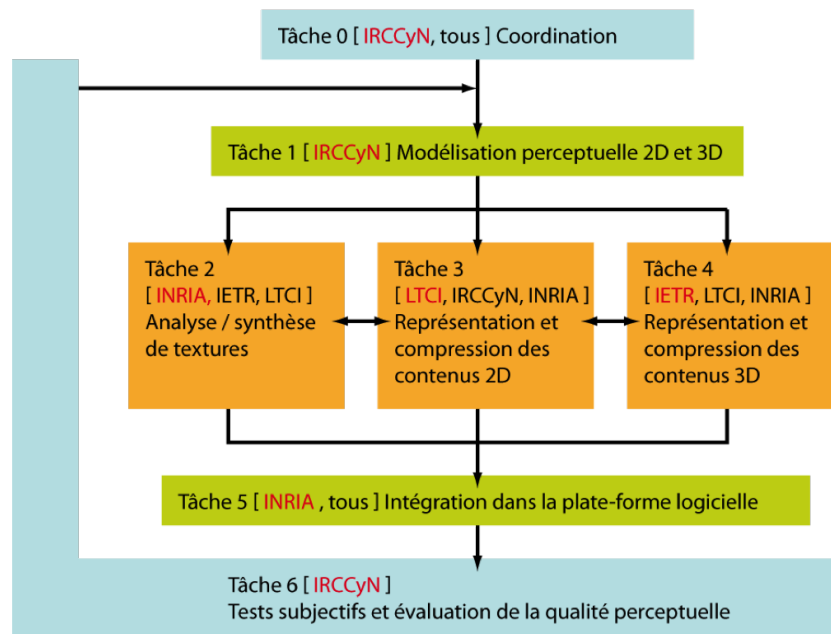 Tâche 0 [ IRCCyN, tous ] Coordination
Tâche 1 [ IRCCyN ] Modélisation perceptuelle 2D et 3D
Tâche 2
[ INRIA, IETR, LTCI ]
Analyse / synthèse
de textures
Tâche 3
[ LTCI, IRCCyN, INRIA ]
Représentation et
compression des
contenus 2D
Tâche 4
[ IETR, LTCI, INRIA ]
Représentation et
compression des
contenus 3D
Tâche 5 [ INRIA , tous ] Intégration dans la plate-forme logicielle
Tâche 6 [ IRCCyN ]
Tests subjectifs et évaluation de la qualité perceptuelle